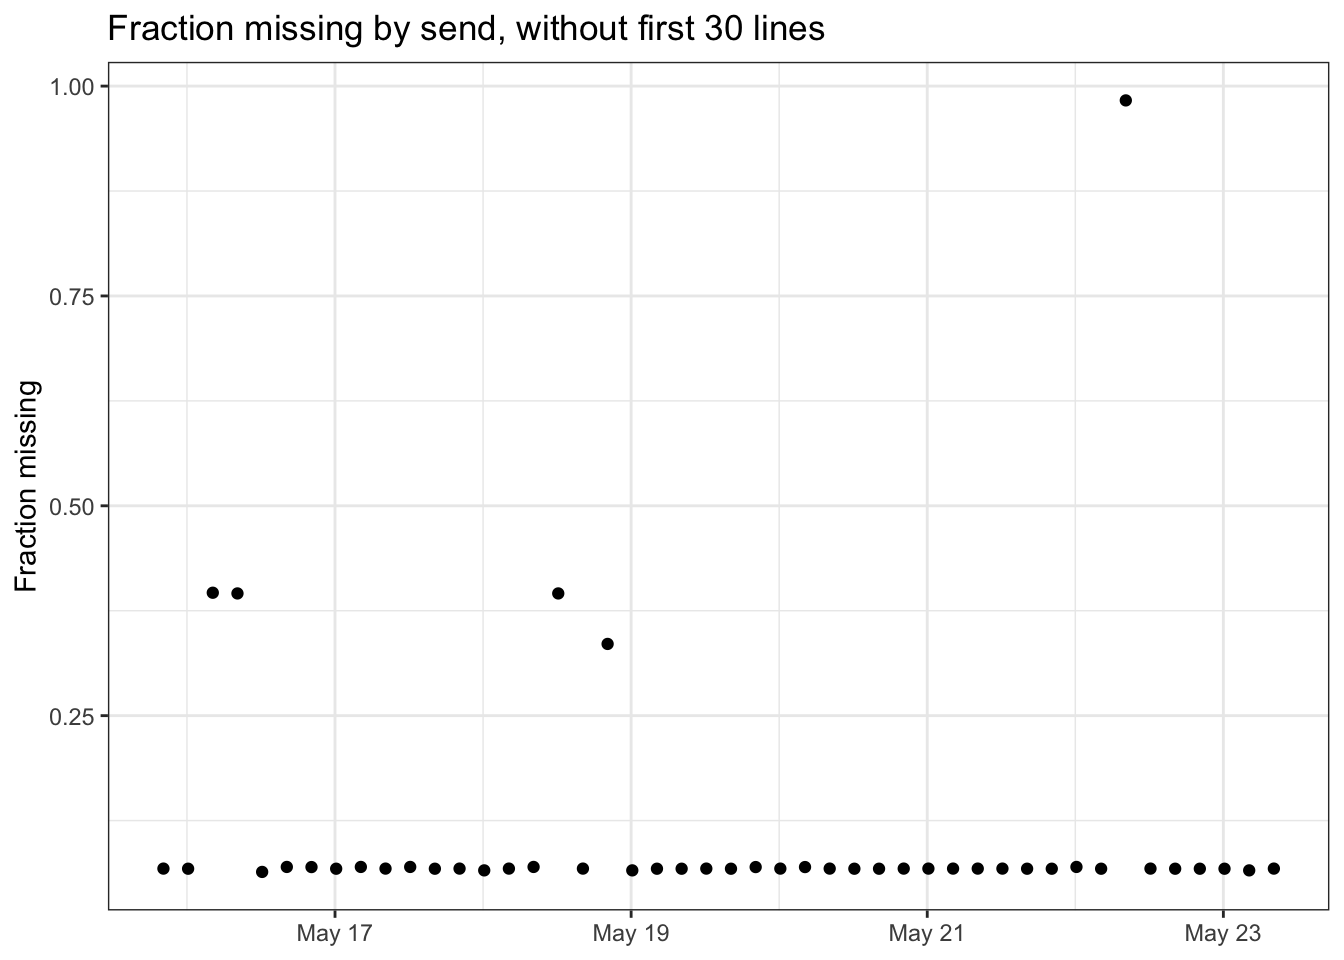 Fraction missing by send, without first 30 lines
1.00
0.75
0.50
0.25
Fraction missing
May 17
May 19
May 21
May 23